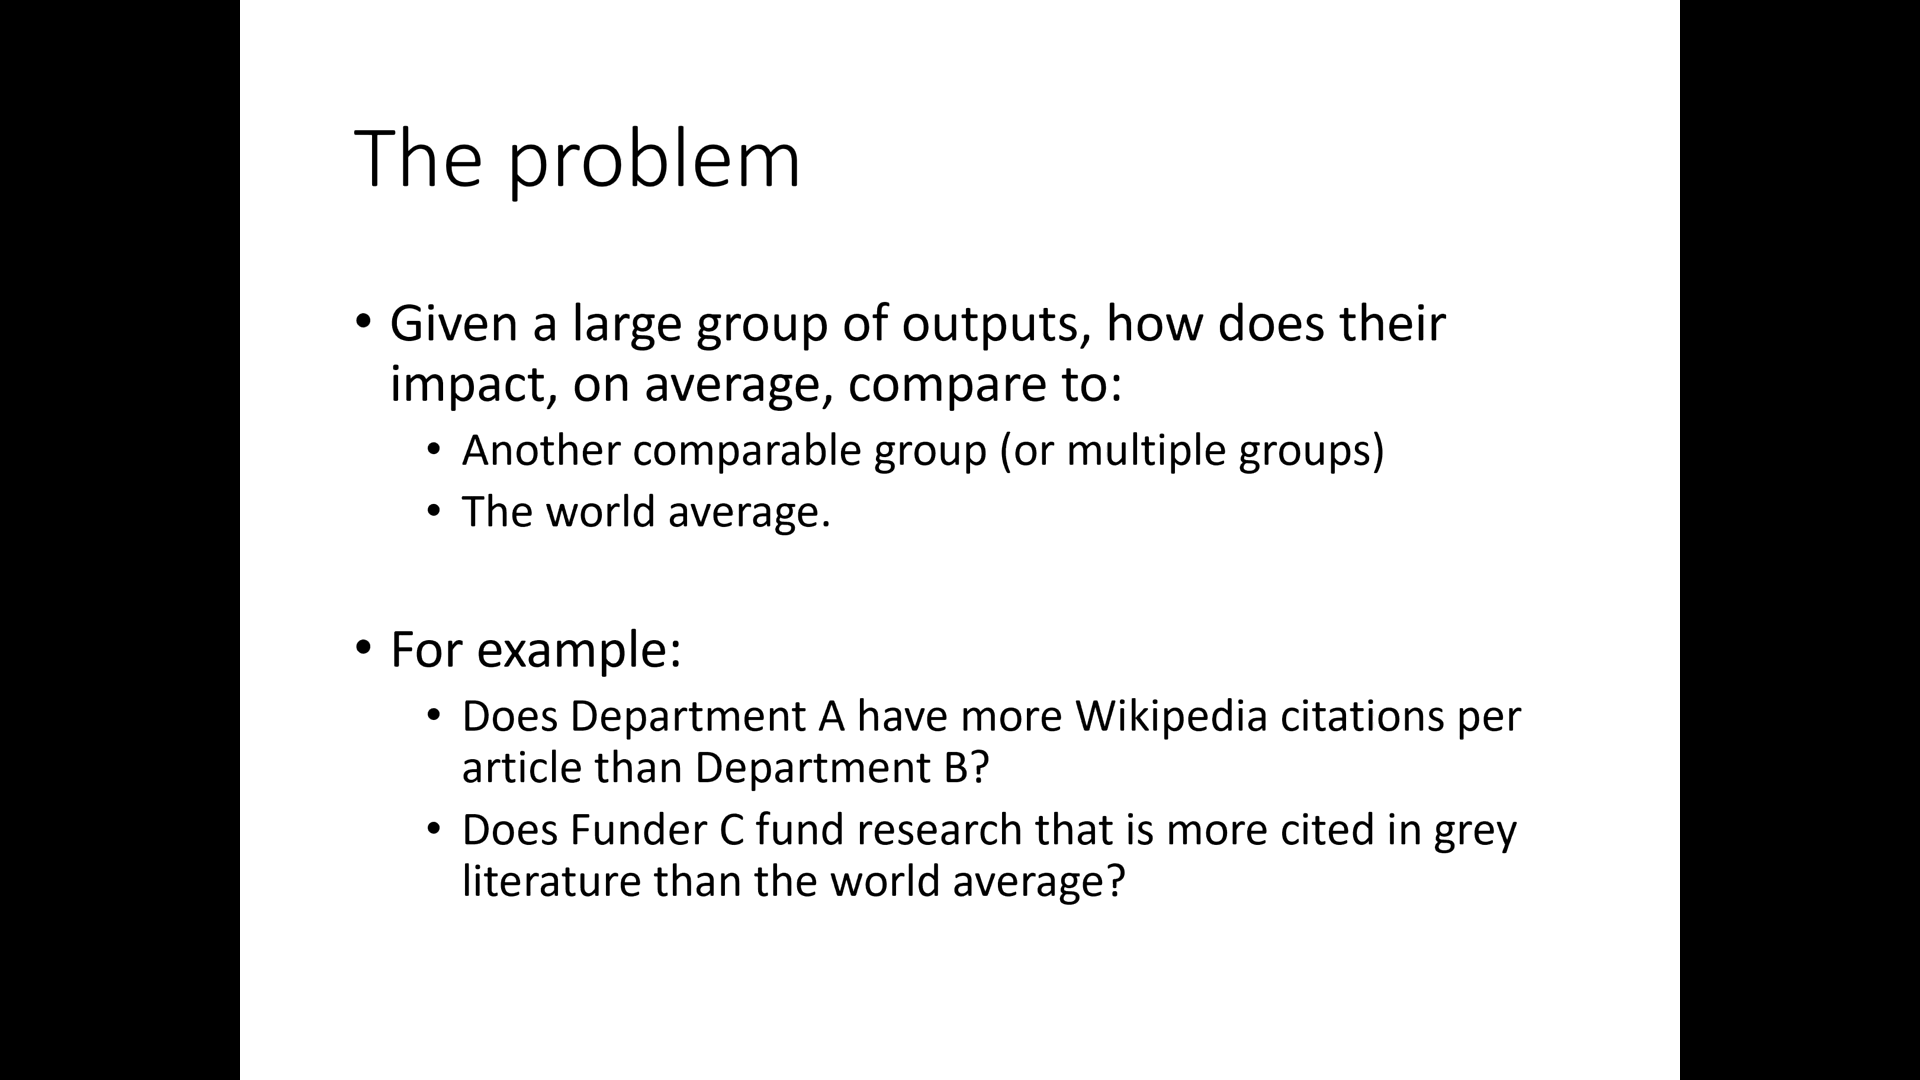 The problem
• Given a large group of outputs, how does their
impact, on average, compare to:
• Another comparable group (or multiple groups)
• The world average.
• For example:
• Does Department A have more Wikipedia citations per
article than Department B?
• Does Funder C fund research that is more cited in grey
literature than the world average?